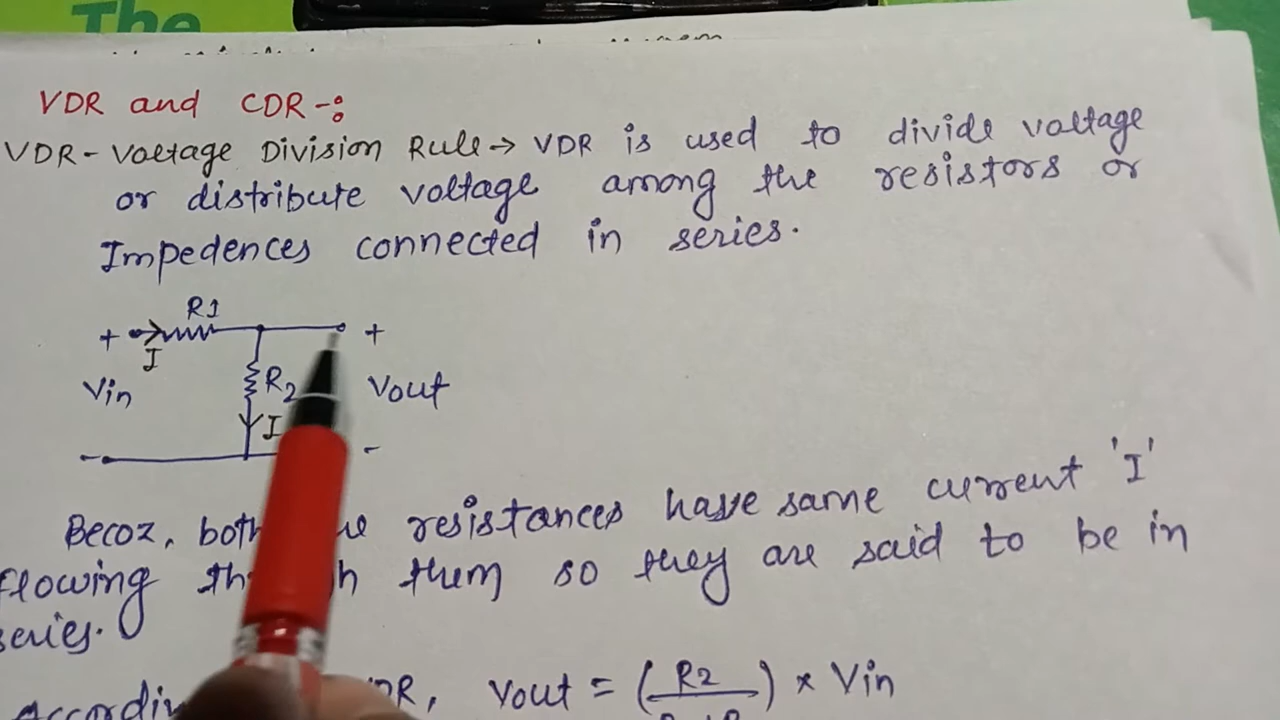 The
VDR and CDR-:
VDR- Voltage Division Rule→ VDR is used to divide voltage
or distribute voltage among the resistors or
Impedences connected in series.
R1
+ +
I
Vin R2 Vout
I
- -
Becoz, both resistances have same current 'I'
flowing them so they are said to be in
series.
VDR, Vout = (R2 ) × Vin